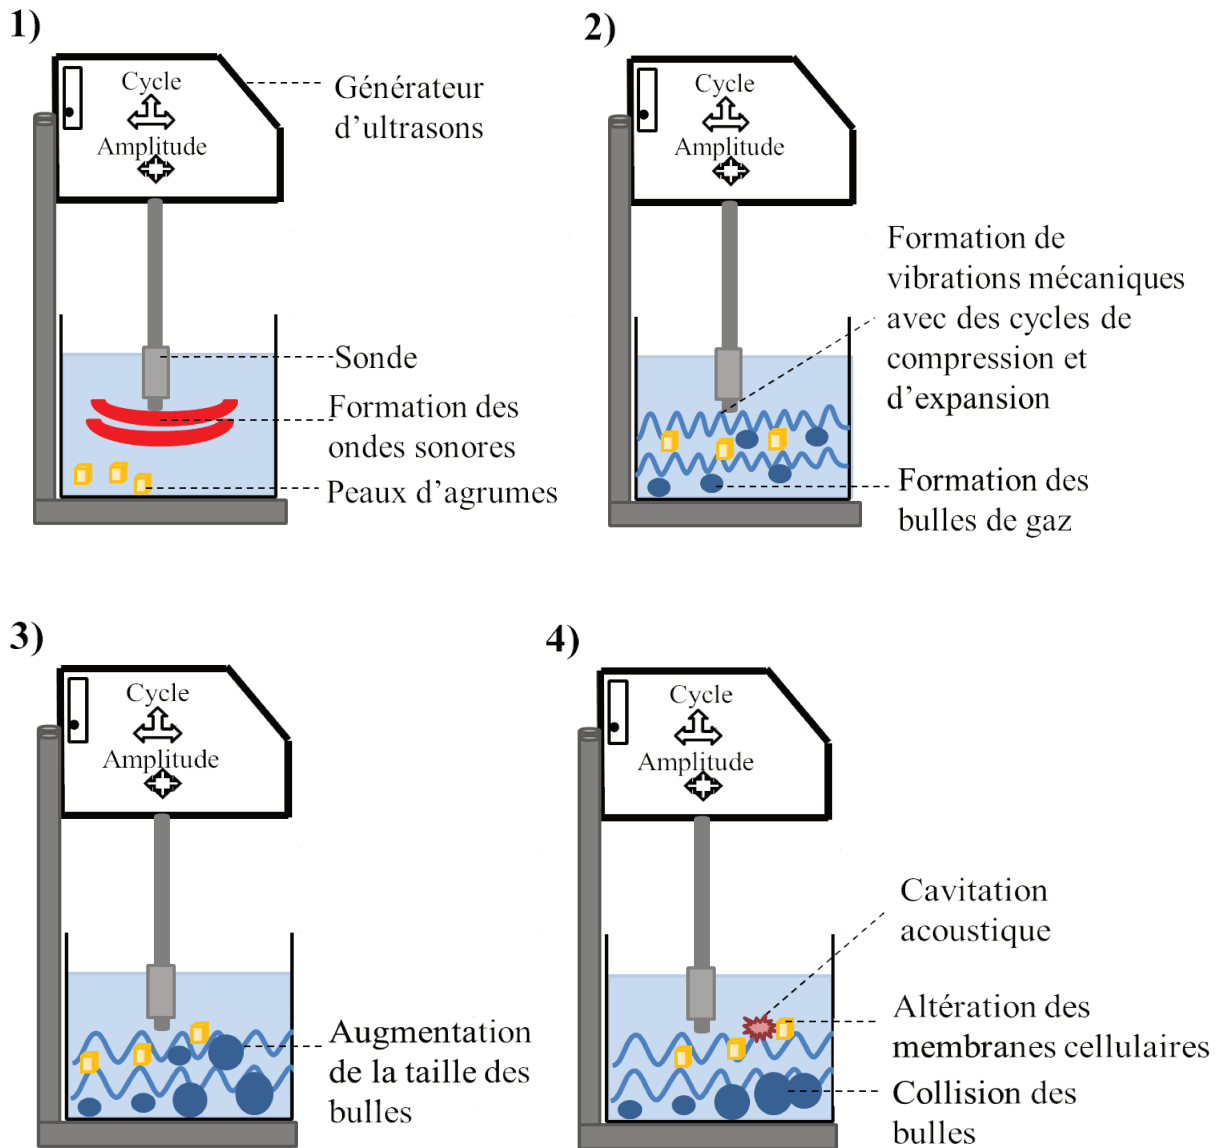 1)
Cycle
Amplitude
Générateur
d’ultrasons
Sonde
Formation des
ondes sonores
Peaux d’agrumes
2)
Cycle
Amplitude
Formation de
vibrations mécaniques
avec des cycles de
compression et
d’expansion
Formation des
bulles de gaz
3)
Cycle
Amplitude
Augmentation
de la taille des
bulles
4)
Cycle
Amplitude
Cavitation
acoustique
Altération des
membranes cellulaires
Collision des
bulles